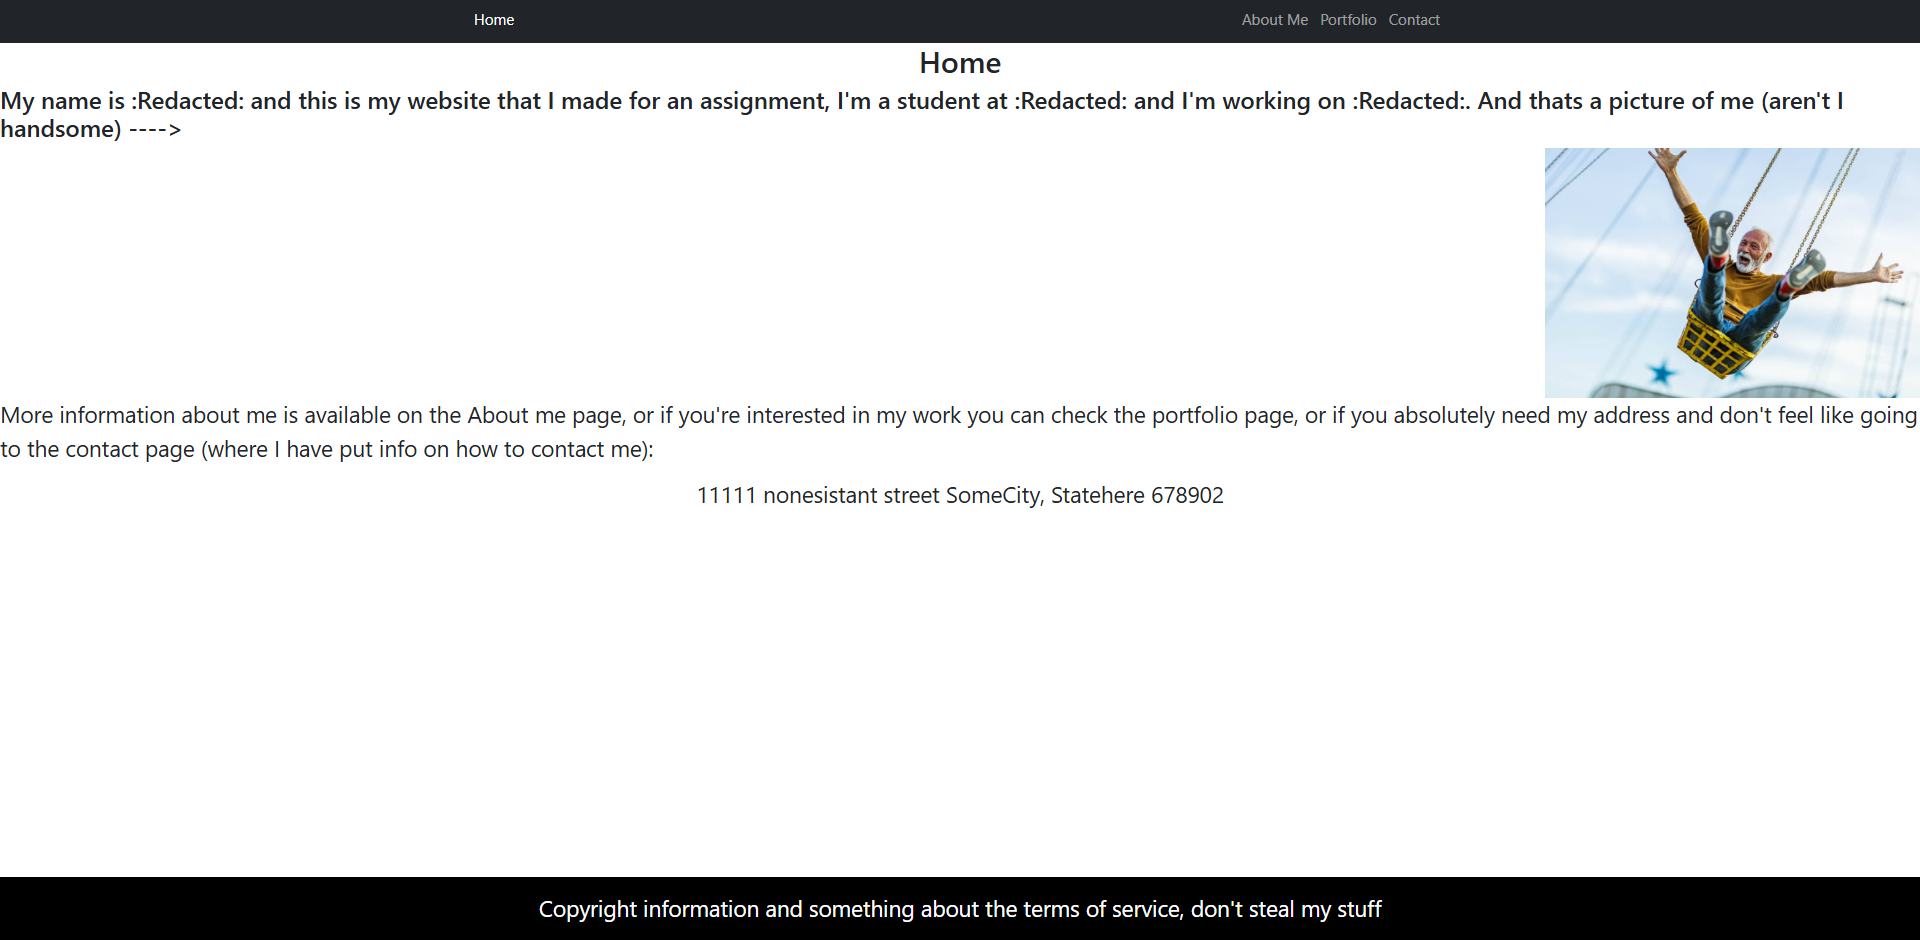 Home About Me Portfolio Contact
Home
My name is :Redacted: and this is my website that I made for an assignment, I'm a student at :Redacted: and I'm working on :Redacted:. And thats a picture of me (aren't I
handsome) ---->
More information about me is available on the About me page, or if you're interested in my work you can check the portfolio page, or if you absolutely need my address and don't feel like going
to the contact page (where I have put info on how to contact me):
11111 nonesistant street SomeCity, Statehere 678902
Copyright information and something about the terms of service, don't steal my stuff